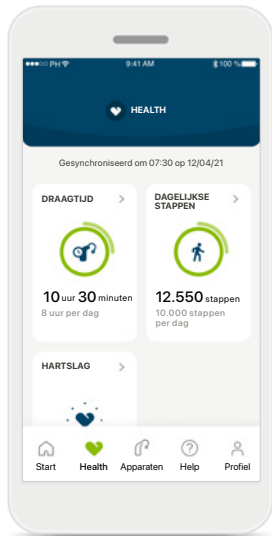 PH 9:41 AM 100 %
HEALTH
Gesynchroniseerd om 07:30 op 12/04/21
DRAAGTIJD
10 uur 30 minuten
8 uur per dag
DAGELIJKSE
STAPPEN
12.550 stappen
10.000 stappen
per dag
HARTSLAG
Start Health Apparaten Help Profiel